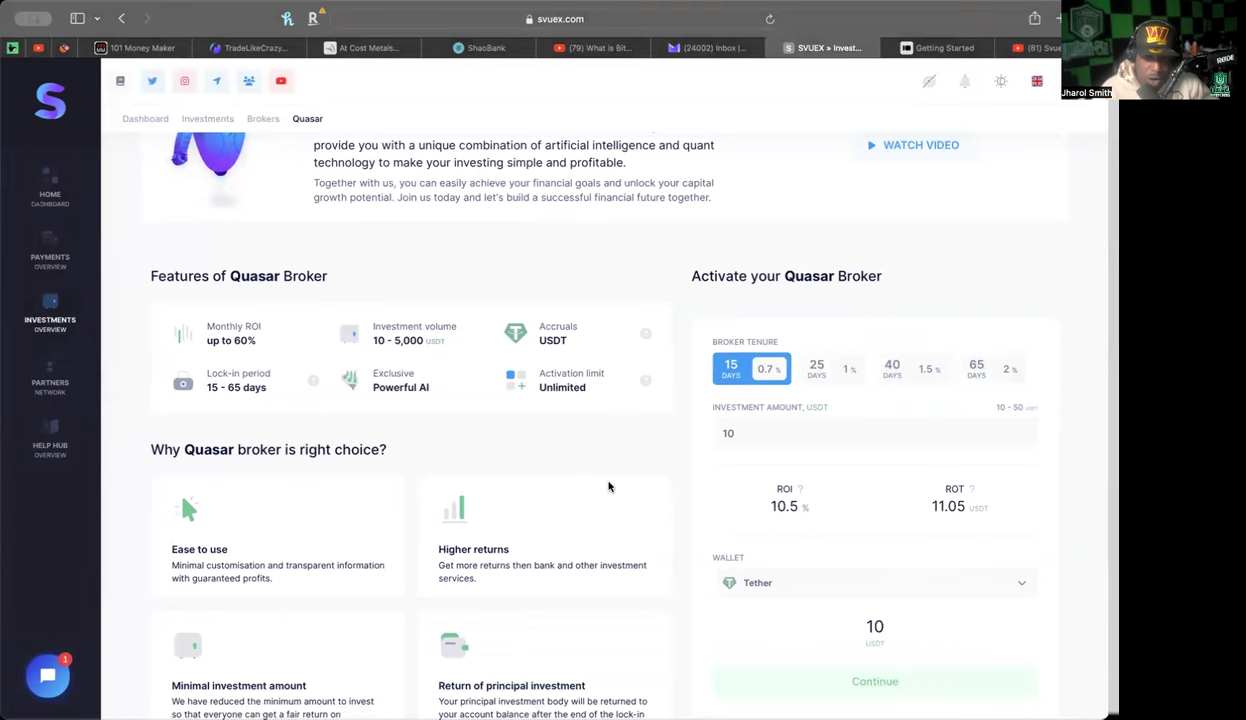 svuex.com
101 Money Maker
TradeLikeCrazy...
At Cost Metals...
ShaoBank
(79) What is Bit...
(24002) Inbox |...
SVUEX » Invest...
Getting Started
(81) Svue
RØDE
Jharol Smith
Dashboard
Investments
Brokers
Quasar
provide you with a unique combination of artificial intelligence and quant
technology to make your investing simple and profitable.
Together with us, you can easily achieve your financial goals and unlock your capital
growth potential. Join us today and let's build a successful financial future together.
WATCH VIDEO
HOME
DASHBOARD
PAYMENTS
OVERVIEW
INVESTMENTS
OVERVIEW
PARTNERS
NETWORK
HELP HUB
OVERVIEW
1
Features of Quasar Broker
Monthly ROI
up to 60%
Investment volume
10 - 5,000 USDT
Accruals
USDT
Lock-in period
15 - 65 days
Exclusive
Powerful AI
Activation limit
Unlimited
Why Quasar broker is right choice?
Ease to use
Minimal customisation and transparent information
with guaranteed profits.
Higher returns
Get more returns then bank and other investment
services.
Minimal investment amount
We have reduced the minimum amount to invest
so that everyone can get a fair return on
Return of principal investment
Your principal investment body will be returned to
your account balance after the end of the lock-in
Activate your Quasar Broker
BROKER TENURE
15 DAYS 0.7 %
25 DAYS 1 %
40 DAYS 1.5 %
65 DAYS 2 %
INVESTMENT AMOUNT, USDT
10 - 50 USDT
10
ROI ?
10.5 %
ROT ?
11.05 USDT
WALLET
Tether
10
USDT
Continue